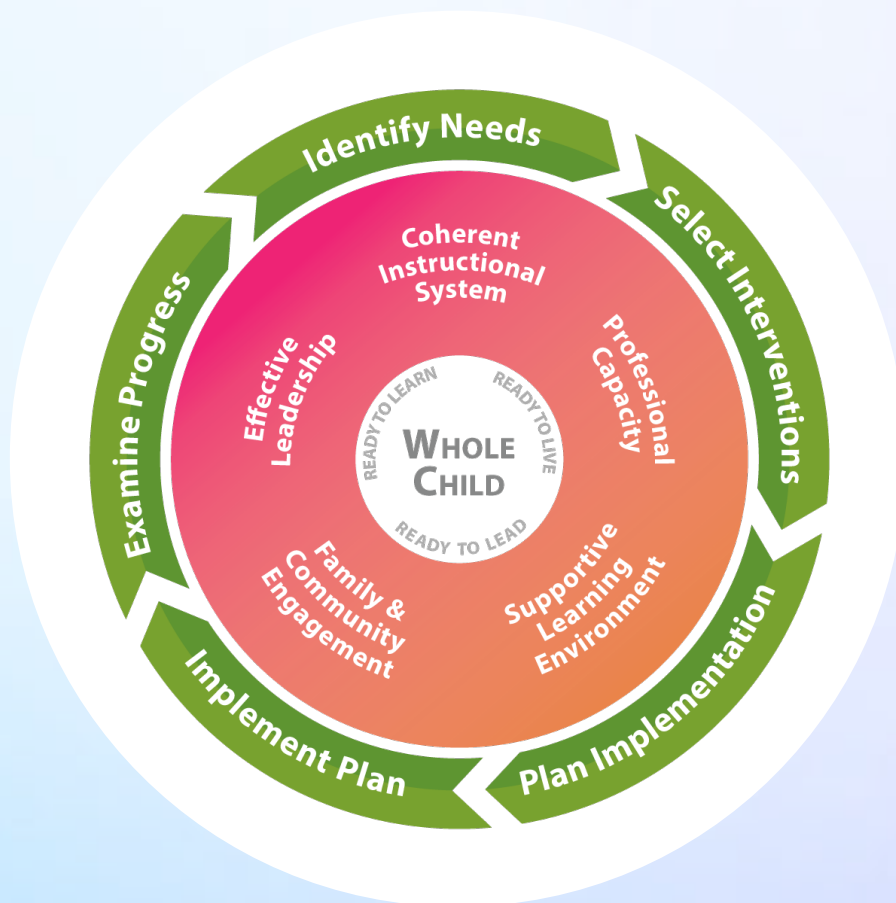 Identify Needs
Select Interventions
Plan Implementation
Implement Plan
Examine Progress
Coherent
Instructional
System
Professional
Capacity
Supportive
Learning
Environment
Family &
Community
Engagement
Effective
Leadership
READY TO LEARN
READY TO LIVE
READY TO LEAD
WHOLE
CHILD